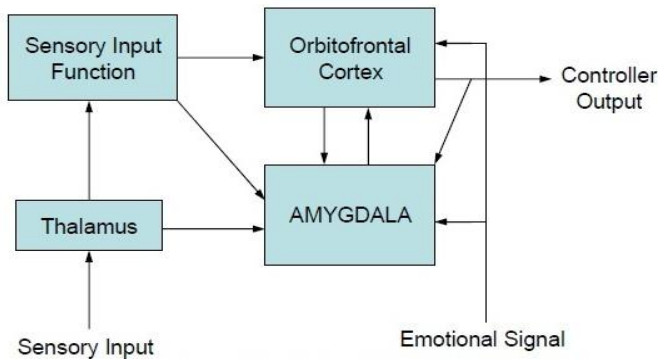 Sensory Input
Function
Orbitofrontal
Cortex
Controller
Output
Thalamus
AMYGDALA
Sensory Input
Emotional Signal